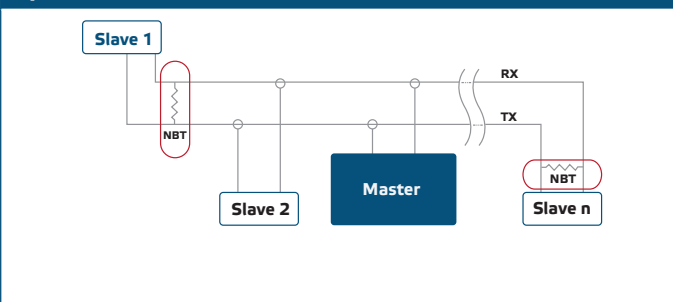 Slave 1
RX
TX
NBT
Master
NBT
Slave 2
Slave n